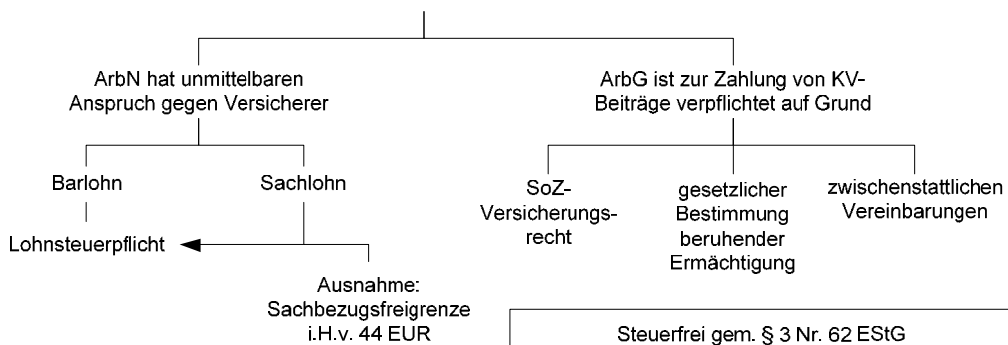 ArbN hat unmittelbaren
Anspruch gegen Versicherer
ArbG ist zur Zahlung von KV-
Beiträge verpflichtet auf Grund
Barlohn
Sachlohn
SoZ-
Versicherungs-
recht
gesetzlicher
Bestimmung
beruhender
Ermächtigung
zwischenstattlichen
Vereinbarungen
Lohnsteuerpflicht
Ausnahme:
Sachbezugsfreigrenze
i.H.v. 44 EUR
Steuerfrei gem. § 3 Nr. 62 EStG